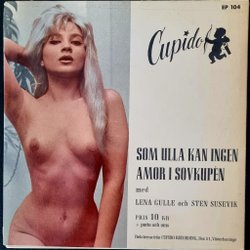 EP 104
Cupido
SOM ULLA KAN INGEN
AMOR I SOVKUPÉN
med
LENA GULLE och STEN SUSEVIK
PRIS 10 KR
+ porto och oms